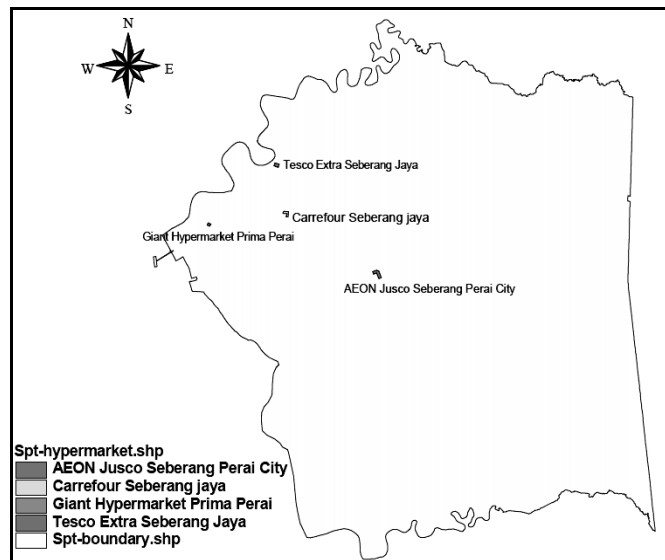 N
W E
S
Tesco Extra Seberang Jaya
Carrefour Seberang jaya
Giant Hypermarket Prima Perai
AEON Jusco Seberang Perai City
Spt-hypermarket.shp
AEON Jusco Seberang Perai City
Carrefour Seberang jaya
Giant Hypermarket Prima Perai
Tesco Extra Seberang Jaya
Spt-boundary.shp